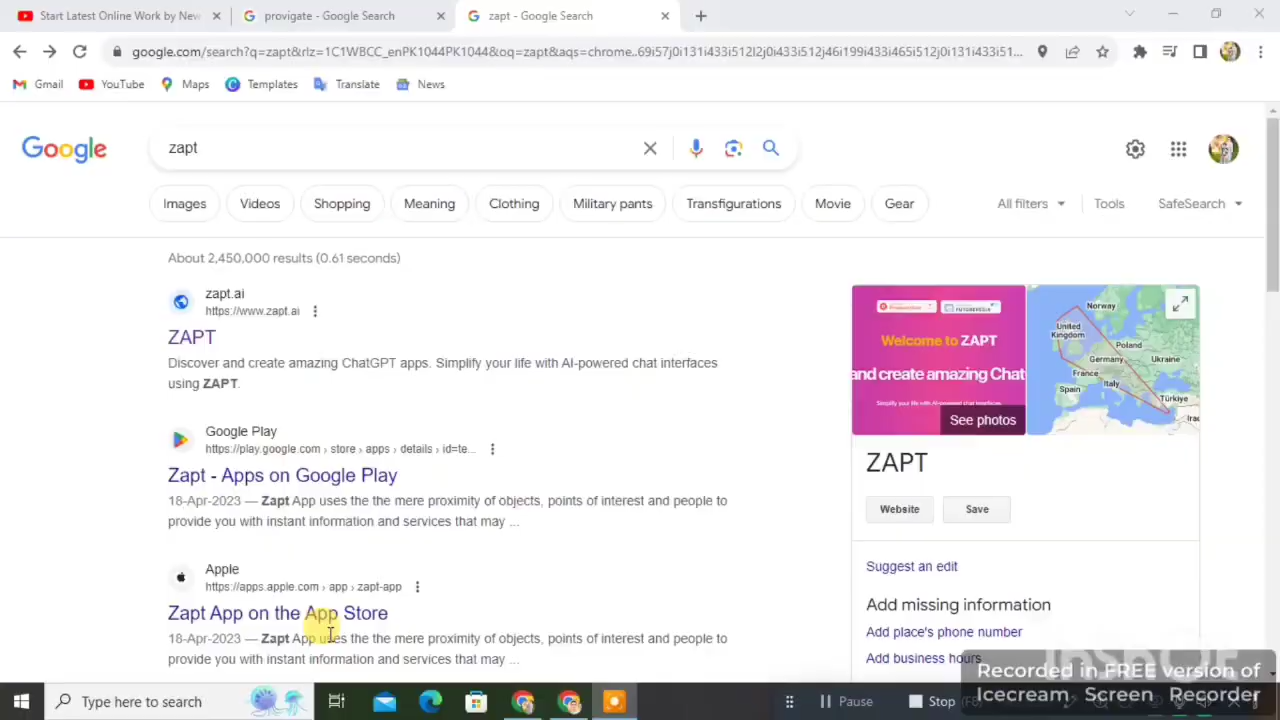 Start Latest Online Work by New
provigate - Google Search
zapt - Google Search
google.com/search?q=zapt&rlz=1C1WBCC_enPK1044PK1044&oq=zapt&aqs=chrome..69i57j0i131i433i512l2j0i433i512j46i199i433i465i512j0i131i433i51...
Gmail
YouTube
Maps
Templates
Translate
News
Google
zapt
Images
Videos
Shopping
Meaning
Clothing
Military pants
Transfigurations
Movie
Gear
All filters
Tools
SafeSearch
About 2,450,000 results (0.61 seconds)
zapt.ai
https://www.zapt.ai
ZAPT
Discover and create amazing ChatGPT apps. Simplify your life with AI-powered chat interfaces
using ZAPT.
Google Play
https://play.google.com › store › apps › details › id=te...
Zapt - Apps on Google Play
18-Apr-2023 — Zapt App uses the the mere proximity of objects, points of interest and people to
provide you with instant information and services that may ...
Apple
https://apps.apple.com › app › zapt-app
Zapt App on the App Store
18-Apr-2023 — Zapt App uses the the mere proximity of objects, points of interest and people to
provide you with instant information and services that may ...
Welcome to ZAPT
and create amazing Chat
See photos
Norway
United
Kingdom
Poland
Germany
Ukraine
France
Italy
Spain
Türkiye
Ira
ZAPT
Website
Save
Suggest an edit
Add missing information
Add place's phone number
Add business hours
Recorded in FREE version of
Icecream Screen Recorder
Type here to search
Pause
Stop (F8)